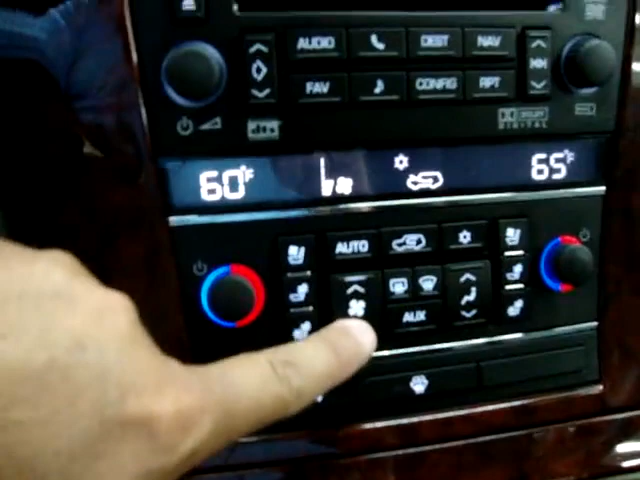 AUDIO DEST NAV
FAV CONFIG RPT
dts DOLBY
DIGITAL
60°F 65°F
AUTO
AUX